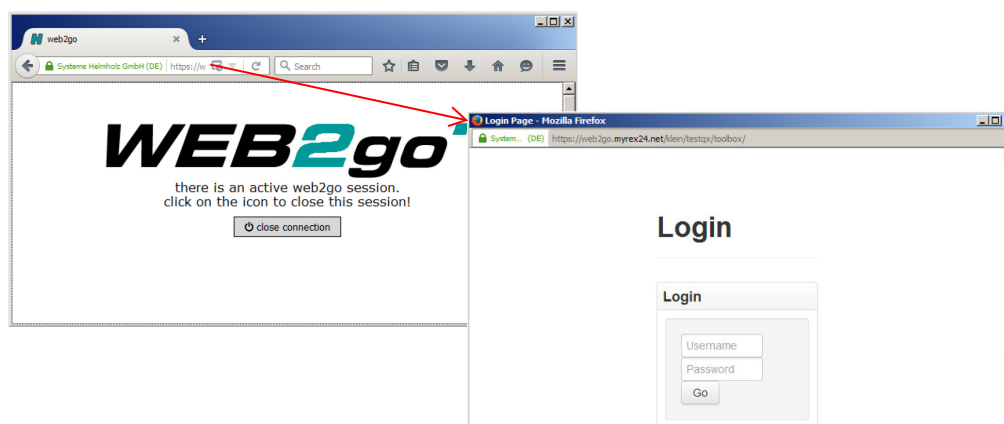 web2go
Systeme Helmholz GmbH (DE) https://w
Search
WEB2go
there is an active web2go session.
click on the icon to close this session!
close connection
Login Page - Mozilla Firefox
System... (DE) https://web2go.myrex24.net/klein/testqx/toolbox/
Login
Login
Username
Password
Go